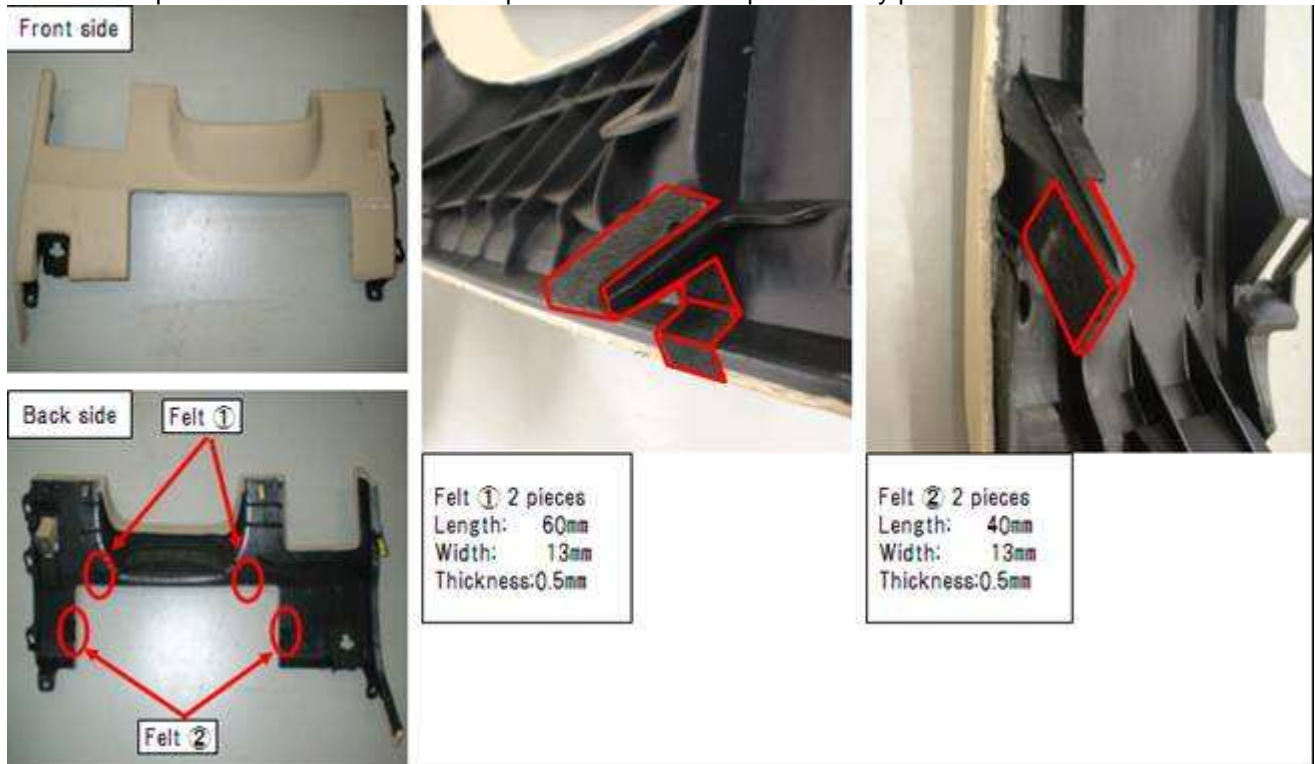 Front side
Back side
Felt ①
Felt ②
Felt ① 2 pieces
Length: 60mm
Width: 13mm
Thickness:0.5mm
Felt ② 2 pieces
Length: 40mm
Width: 13mm
Thickness:0.5mm